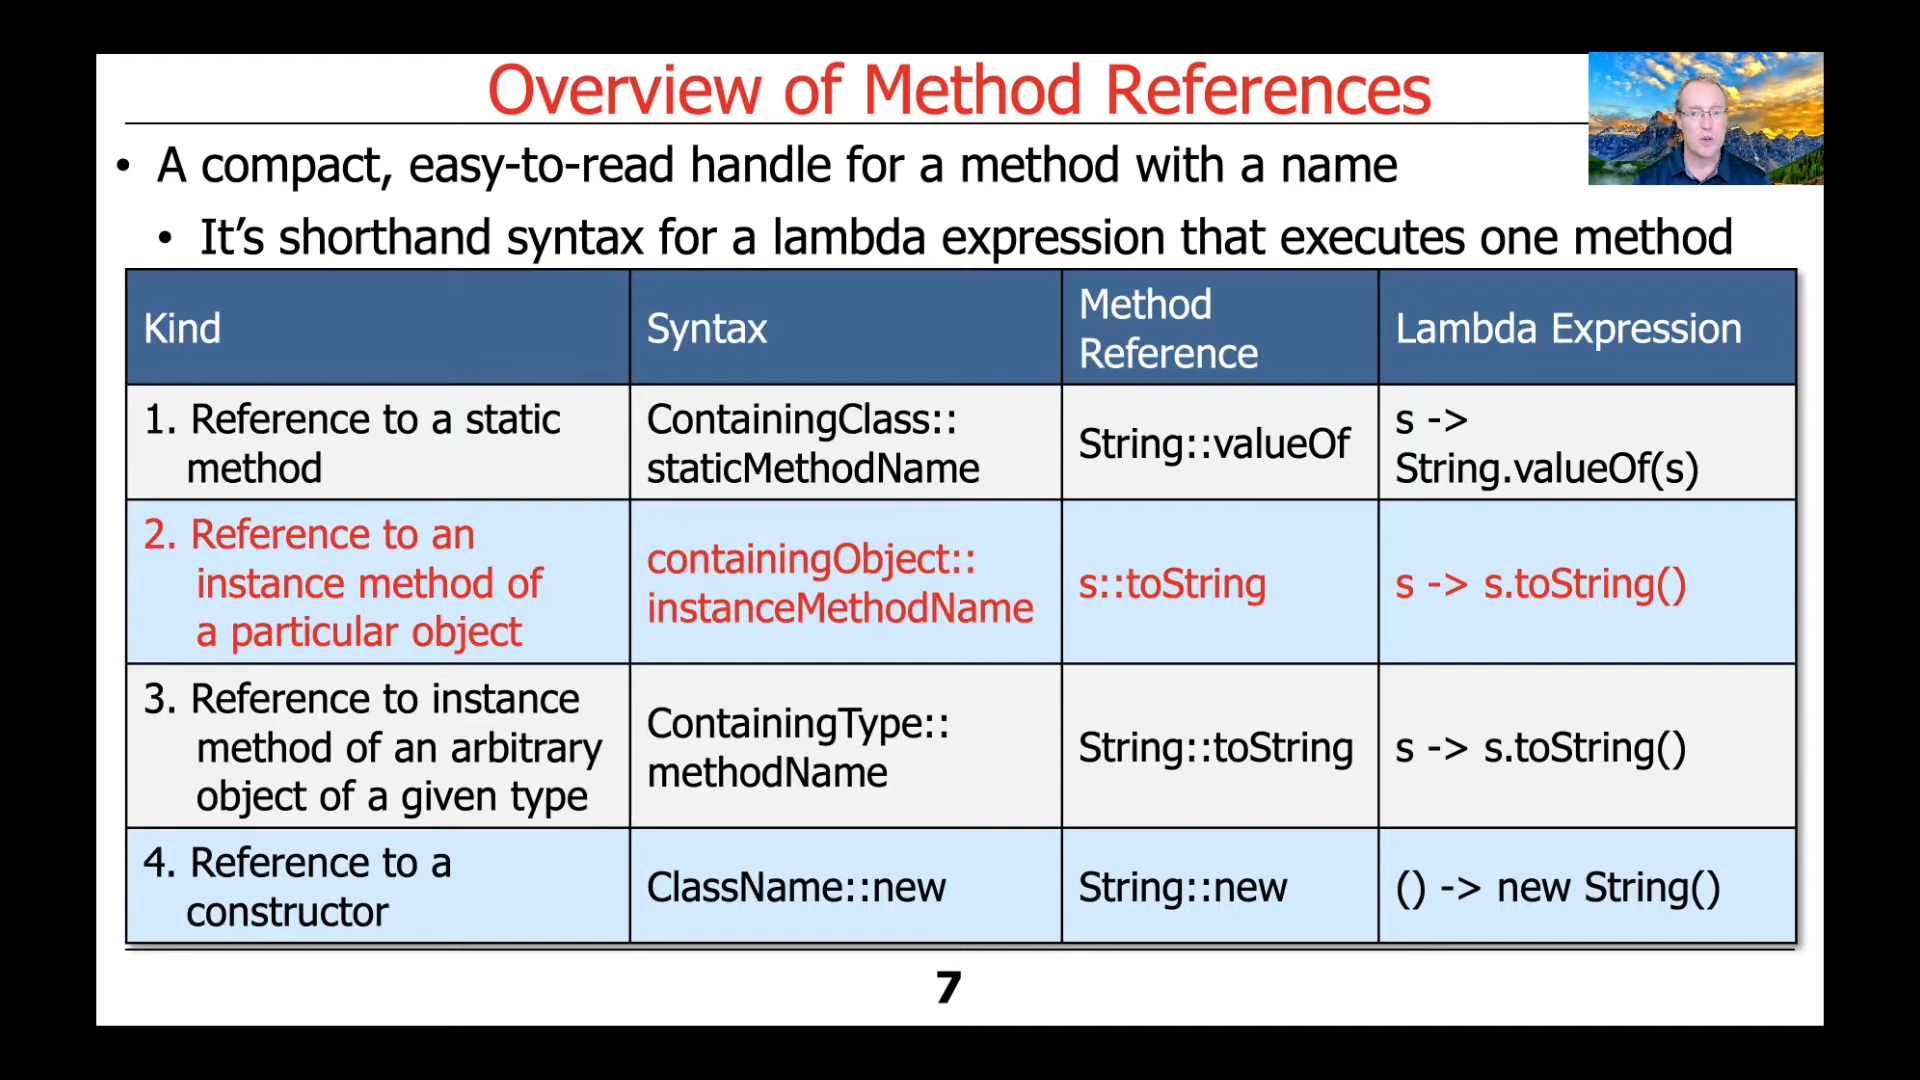 Overview of Method References
• A compact, easy-to-read handle for a method with a name
• It’s shorthand syntax for a lambda expression that executes one method
Kind
Syntax
Method
Reference
Lambda Expression
1. Reference to a static
method
ContainingClass::
staticMethodName
String::valueOf
s ->
String.valueOf(s)
2. Reference to an
instance method of
a particular object
containingObject::
instanceMethodName
s::toString
s -> s.toString()
3. Reference to instance
method of an arbitrary
object of a given type
ContainingType::
methodName
String::toString
s -> s.toString()
4. Reference to a
constructor
ClassName::new
String::new
() -> new String()
7